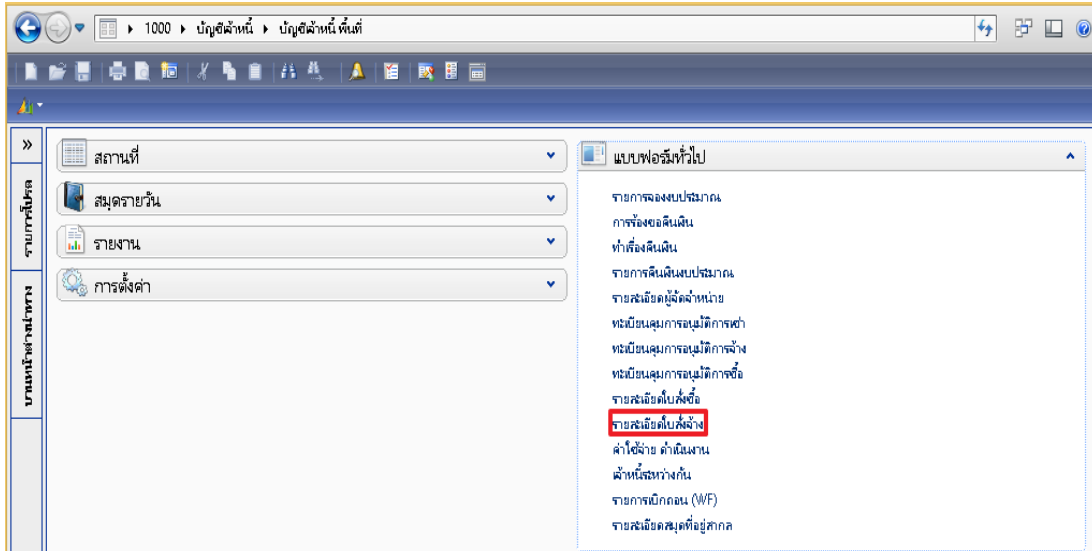 1000 ▸ บัญชีเจ้าหนี้ ▸ บัญชีเจ้าหนี้ พื้นที่
รายการโปรด
บานหน้าต่างนำทาง
สถานที่
สมุดรายวัน
รายงาน
การตั้งค่า
แบบฟอร์มทั่วไป
รายการจองงบประมาณ
การร้องขอคืนเงิน
ทำเรื่องคืนเงิน
รายการคืนเงินงบประมาณ
รายละเอียดผู้จัดจำหน่าย
ทะเบียนคุมการอนุมัติการเช่า
ทะเบียนคุมการอนุมัติการจ้าง
ทะเบียนคุมการอนุมัติการซื้อ
รายละเอียดใบสั่งซื้อ
รายละเอียดใบสั่งจ้าง
ค่าใช้จ่าย ดำเนินงาน
เจ้าหนี้ระหว่างกัน
รายการเบิกถอน (WF)
รายละเอียดสมุดที่อยู่สากล